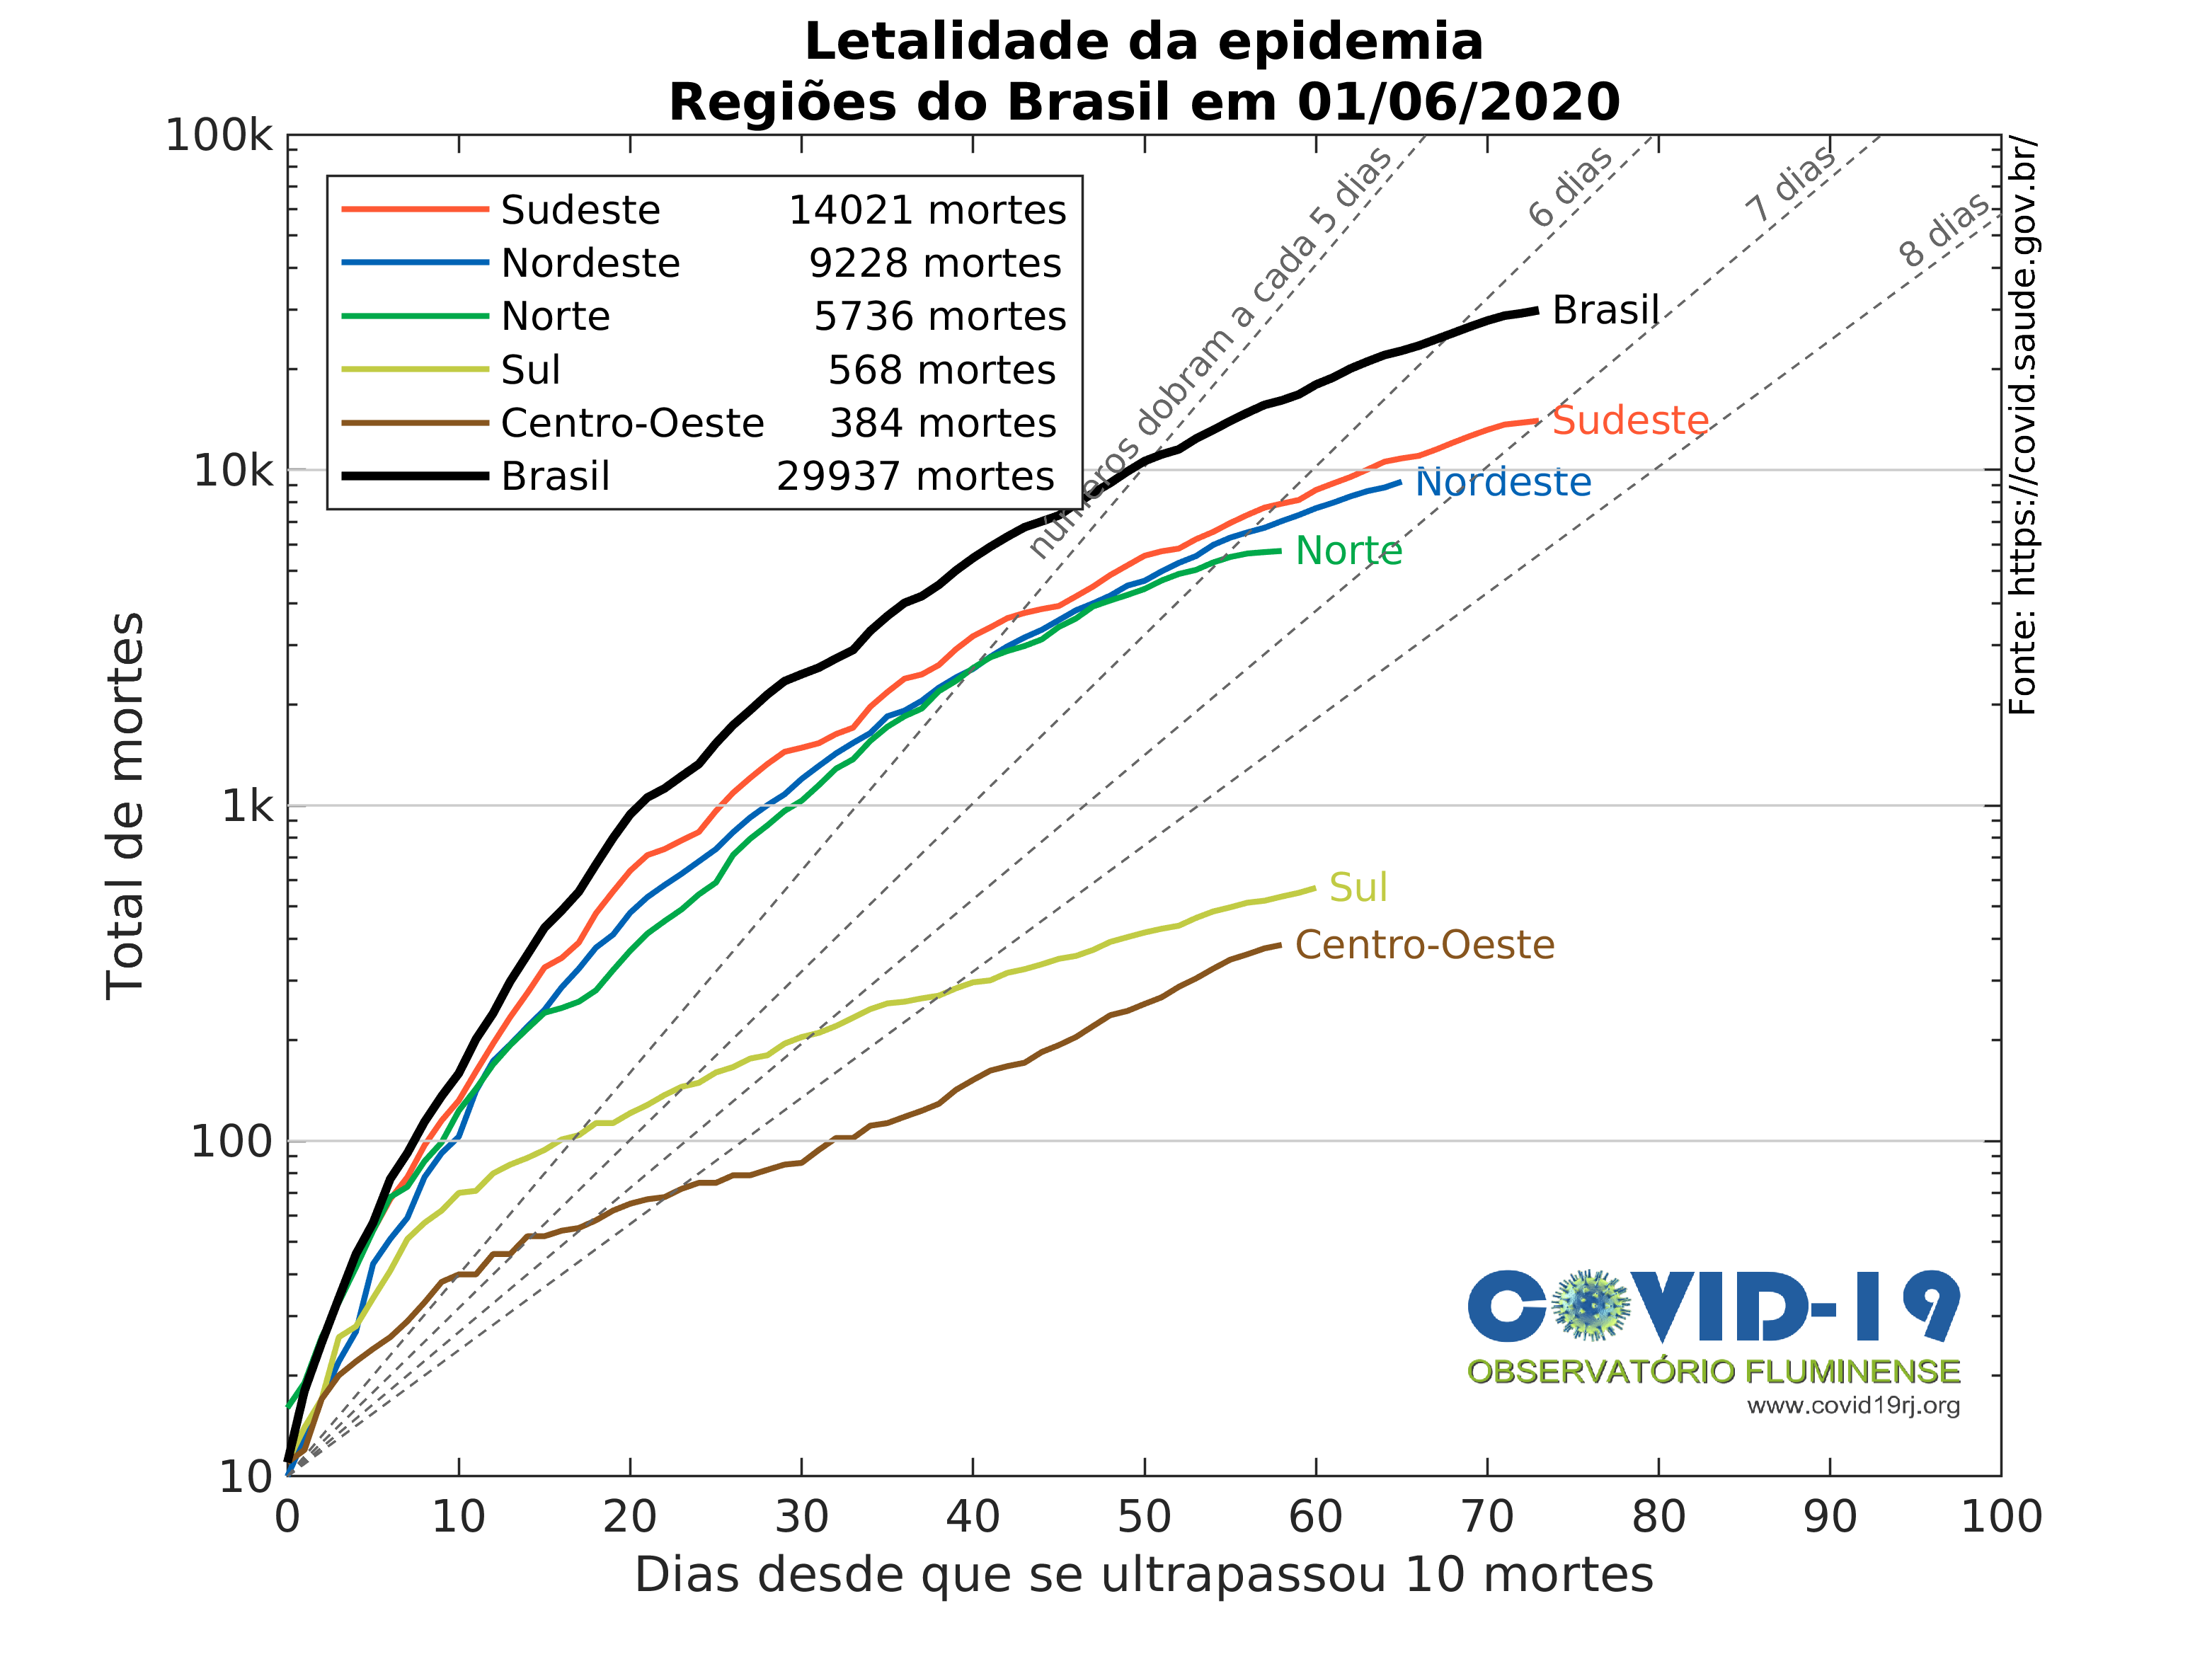 Letalidade da epidemia
Regiões do Brasil em 01/06/2020
100k
10k
1k
100
10
Total de mortes
Sudeste 14021 mortes
Nordeste 9228 mortes
Norte 5736 mortes
Sul 568 mortes
Centro-Oeste 384 mortes
Brasil 29937 mortes
números dobram a cada 5 dias
6 dias
7 dias
8 dias
Brasil
Sudeste
Nordeste
Norte
Sul
Centro-Oeste
Fonte: https://covid.saude.gov.br/
COVID-19
OBSERVATÓRIO FLUMINENSE
www.covid19rj.org
0 10 20 30 40 50 60 70 80 90 100
Dias desde que se ultrapassou 10 mortes